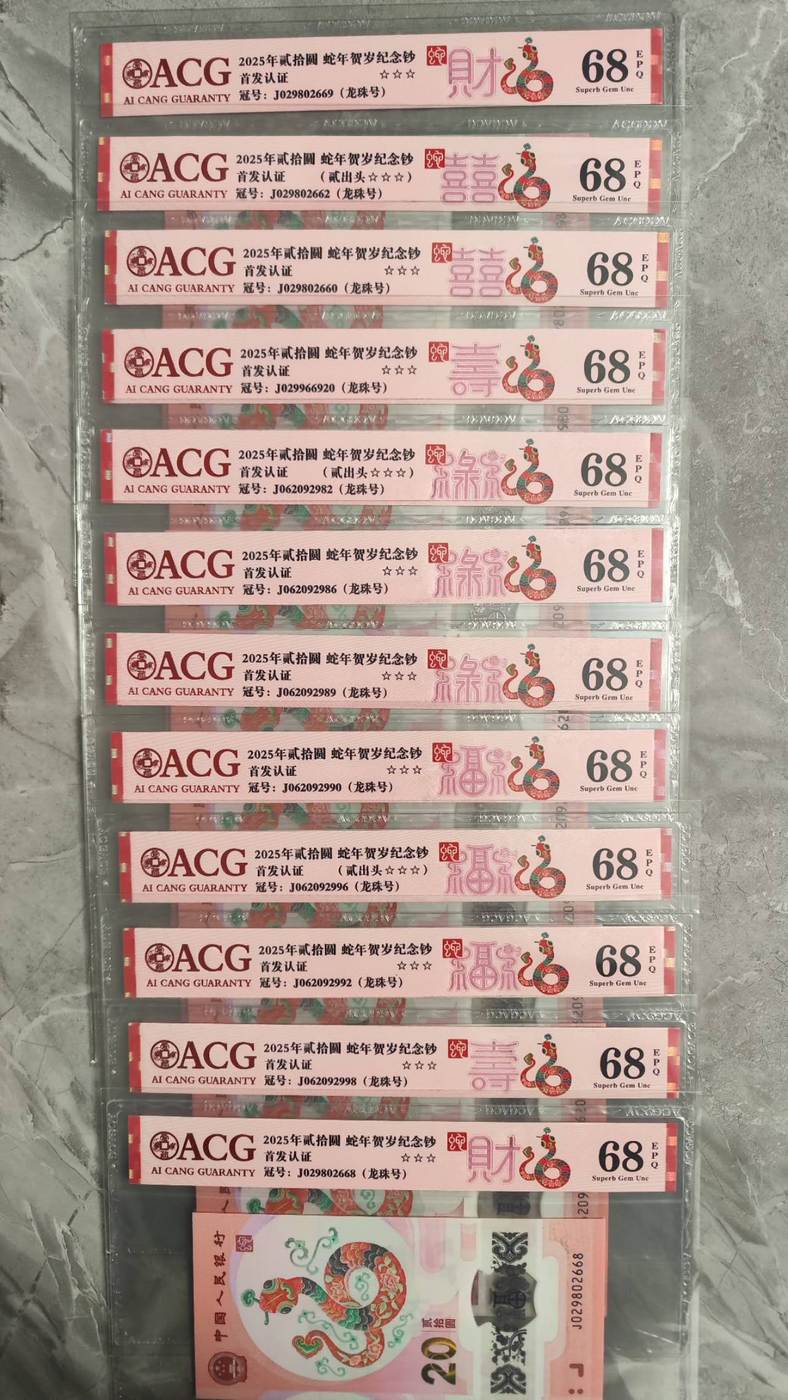 ACG
AI CANG GUARANTY
2025年贰拾圆 蛇年贺岁纪念钞
首发认证 ☆☆☆
冠号：J029802669（龙珠号）
財
68
EPQ
Superb Gem Unc
ACG
AI CANG GUARANTY
2025年贰拾圆 蛇年贺岁纪念钞
首发认证 （贰出头☆☆☆）
冠号：J029802662（龙珠号）
囍
68
EPQ
Superb Gem Unc
ACG
AI CANG GUARANTY
2025年贰拾圆 蛇年贺岁纪念钞
首发认证 ☆☆☆
冠号：J029802660（龙珠号）
囍
68
EPQ
Superb Gem Unc
ACG
AI CANG GUARANTY
2025年贰拾圆 蛇年贺岁纪念钞
首发认证 ☆☆☆
冠号：J029966920（龙珠号）
壽
68
EPQ
Superb Gem Unc
ACG
AI CANG GUARANTY
2025年贰拾圆 蛇年贺岁纪念钞
首发认证 （贰出头☆☆☆）
冠号：J062092982（龙珠号）
祿
68
EPQ
Superb Gem Unc
ACG
AI CANG GUARANTY
2025年贰拾圆 蛇年贺岁纪念钞
首发认证 ☆☆☆
冠号：J062092986（龙珠号）
祿
68
EPQ
Superb Gem Unc
ACG
AI CANG GUARANTY
2025年贰拾圆 蛇年贺岁纪念钞
首发认证 ☆☆☆
冠号：J062092989（龙珠号）
祿
68
EPQ
Superb Gem Unc
ACG
AI CANG GUARANTY
2025年贰拾圆 蛇年贺岁纪念钞
首发认证 ☆☆☆
冠号：J062092990（龙珠号）
福
68
EPQ
Superb Gem Unc
ACG
AI CANG GUARANTY
2025年贰拾圆 蛇年贺岁纪念钞
首发认证 （贰出头☆☆☆）
冠号：J062092996（龙珠号）
福
68
EPQ
Superb Gem Unc
ACG
AI CANG GUARANTY
2025年贰拾圆 蛇年贺岁纪念钞
首发认证 ☆☆☆
冠号：J062092992（龙珠号）
福
68
EPQ
Superb Gem Unc
ACG
AI CANG GUARANTY
2025年贰拾圆 蛇年贺岁纪念钞
首发认证 ☆☆☆
冠号：J062092998（龙珠号）
壽
68
EPQ
Superb Gem Unc
ACG
AI CANG GUARANTY
2025年贰拾圆 蛇年贺岁纪念钞
首发认证 ☆☆☆
冠号：J029802668（龙珠号）
財
68
EPQ
Superb Gem Unc
中国人民银行
贰拾圆
20
J029802668